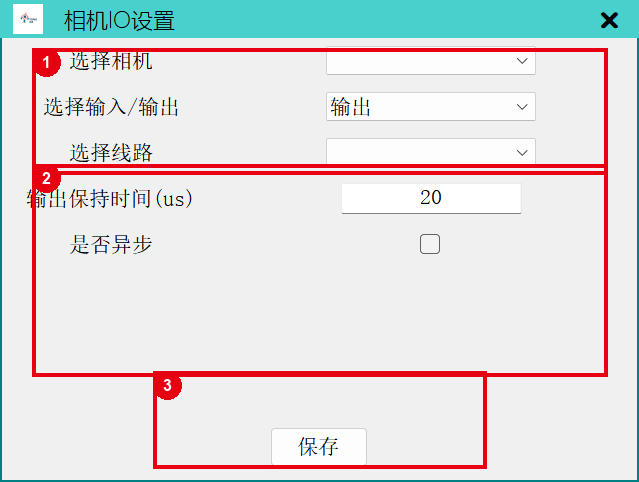 相机IO设置
1
选择相机
选择输入/输出 输出
选择线路
2
输出保持时间(us) 20
是否异步
3
保存